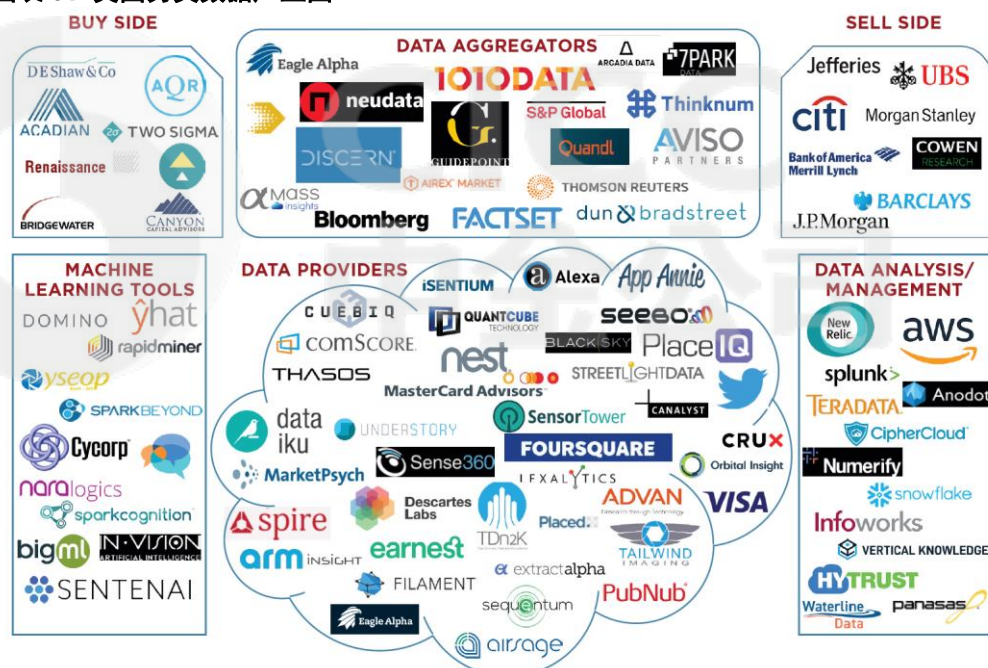 BUY SIDE
DE Shaw & Co
AQR
ACADIAN
2σ TWO SIGMA
Renaissance
BRIDGEWATER
CANYON
CAPITAL ADVISORS
DATA AGGREGATORS
Eagle Alpha
1010DATA
ARCADIA DATA
7PARK
DATA
neudata
G.
GUIDEPOINT
S&P Global
Thinknum
DISCERN
Quandl
AVISO
PARTNERS
AIREX MARKET
THOMSON REUTERS
αMass
insights
Bloomberg
FACTSET
dun & bradstreet
SELL SIDE
Jefferies
UBS
citi
Morgan Stanley
Bank of America
Merrill Lynch
COWEN
RESEARCH
BARCLAYS
J.P.Morgan
MACHINE
LEARNING TOOLS
DOMINO
ŷhat
rapidminer
yseop
SPARKBEYOND
Cycorp
naralogics
sparkcognition
bigml
IN·VISION
ARTIFICIAL INTELLIGENCE
SENTENAI
DATA PROVIDERS
iSENTIUM
a Alexa
App Annie
CUEBIQ
QUANTCUBE
TECHNOLOGY
SEEBO
comScore.
nest
BLACKSKY
PlaceIQ
THASOS
STREETLIGHTDATA
MasterCard Advisors
CANALYST
data
iku
UNDERSTORY
SensorTower
FOURSQUARE
CRUX
MarketPsych
Sense360
IFXALYTICS
Orbital Insight
spire
Descartes
Labs
TDn2K
Placed
ADVAN
VISA
arm INSIGHT
earnest
TAILWIND
IMAGING
FILAMENT
α extractalpha
PubNub
Eagle Alpha
sequentum
airsage
DATA ANALYSIS/
MANAGEMENT
New
Relic.
aws
splunk>
Anodot
TERADATA.
CipherCloud
Numerify
snowflake
Infoworks
VERTICAL KNOWLEDGE
HYTRUST
Waterline
Data
panasas
中金公司